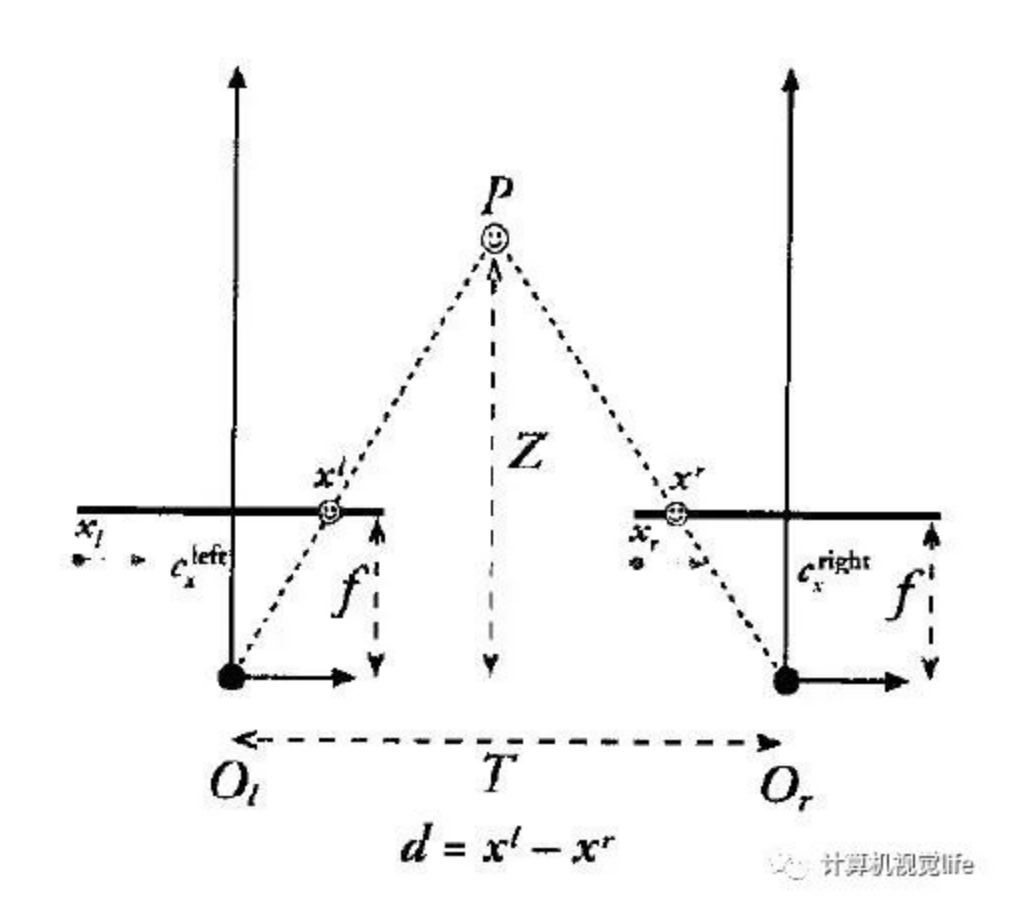 P
Z
x^l
x^r
x_l
x_r
c_x^left
c_x^right
f
f
T
O_l
O_r
d = x^l − x^r
计算机视觉life